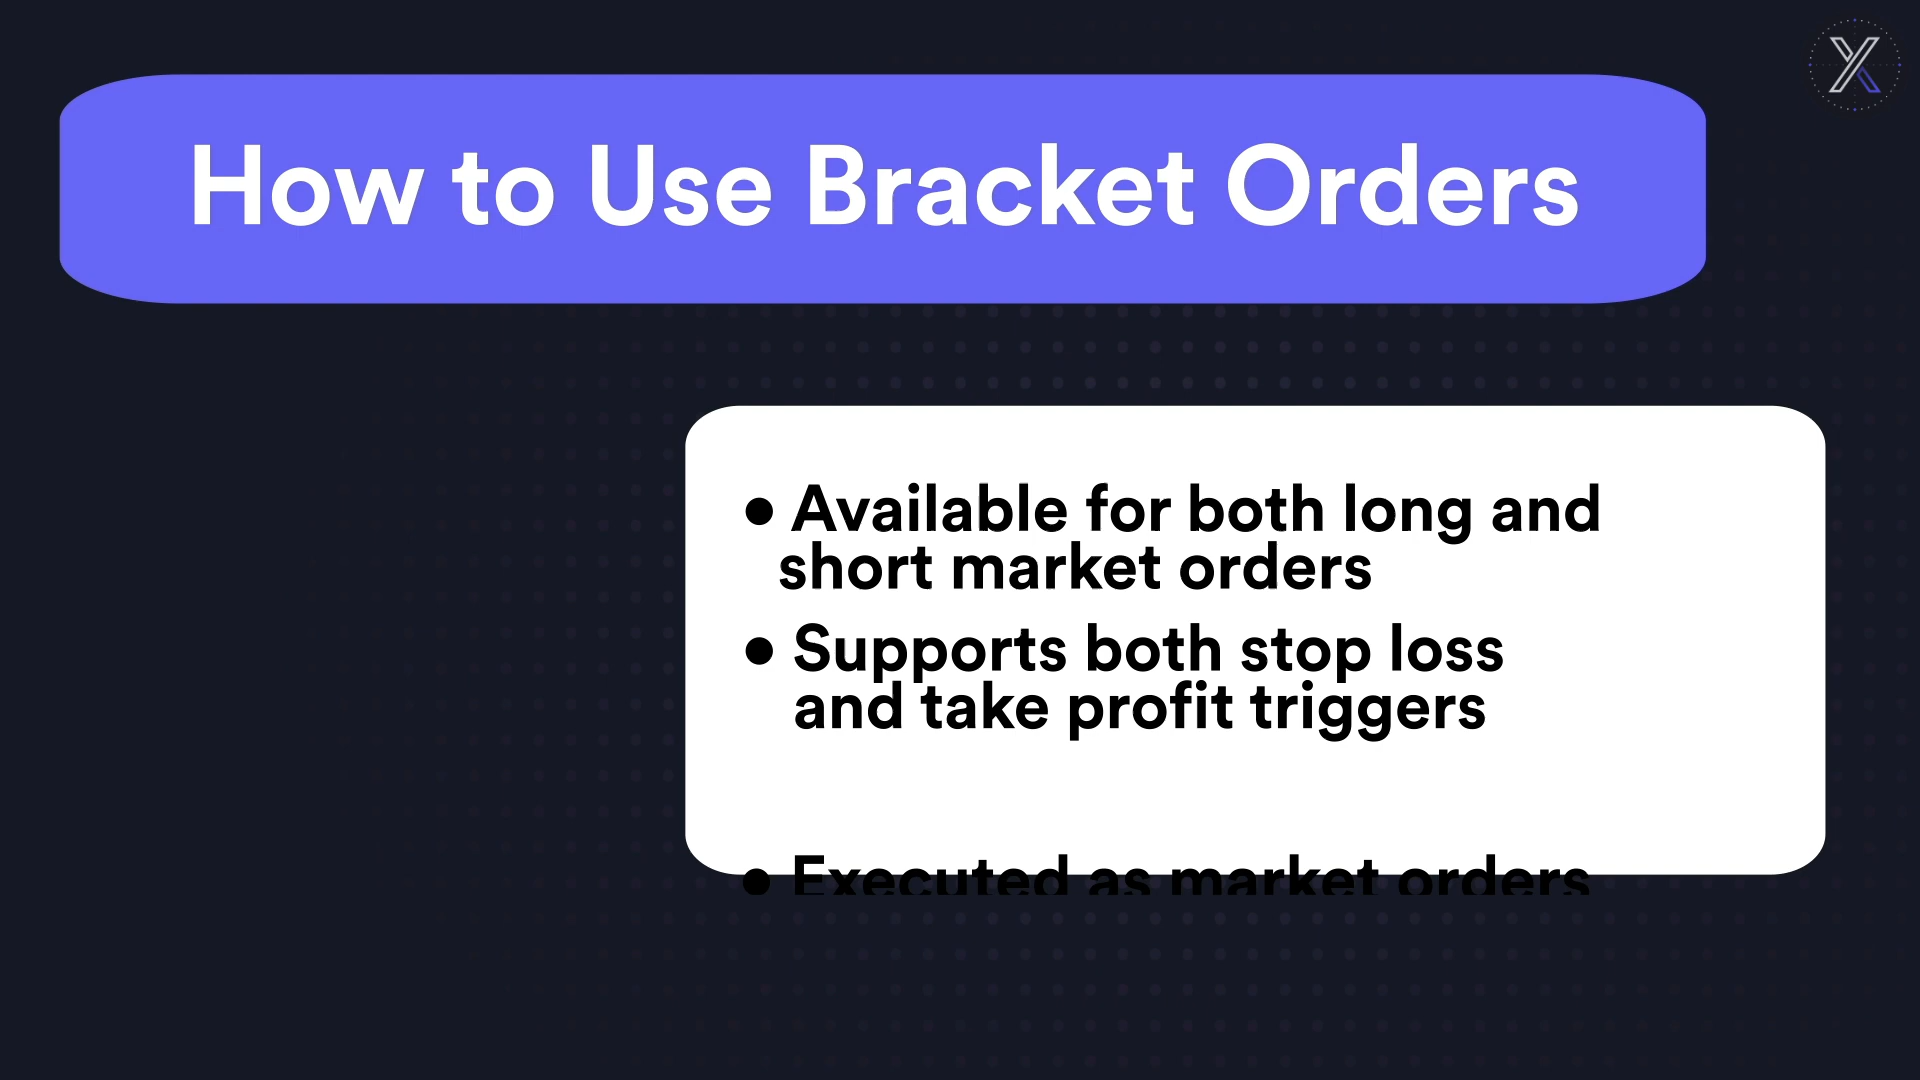 How to Use Bracket Orders
• Available for both long and
short market orders
• Supports both stop loss
and take profit triggers
• Executed as market orders